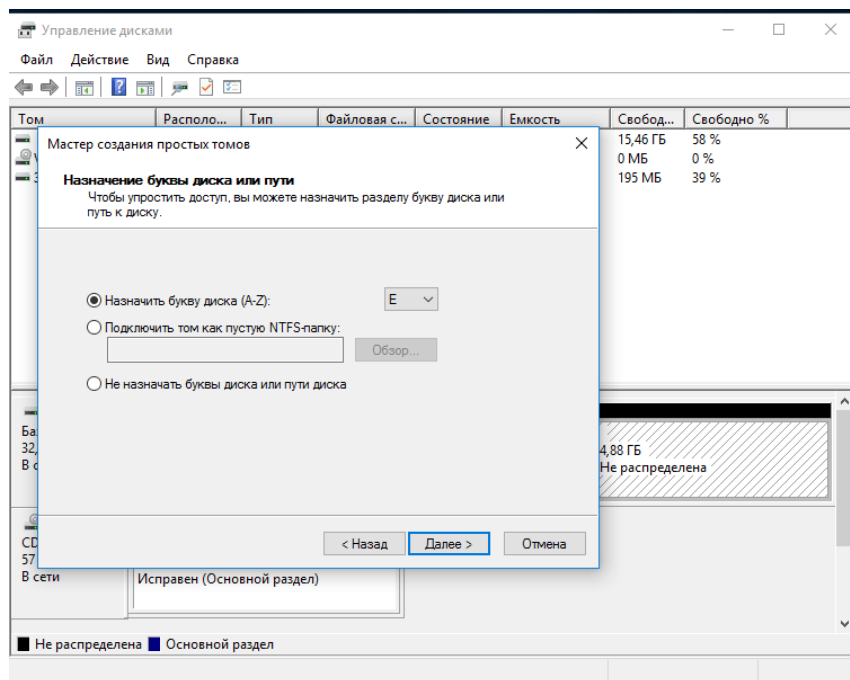 Управление дисками
Файл Действие Вид Справка
Том Располо... Тип Файловая с... Состояние Емкость Свобод... Свободно %
15,46 ГБ 58 %
0 МБ 0 %
195 МБ 39 %
Мастер создания простых томов
Назначение буквы диска или пути
Чтобы упростить доступ, вы можете назначить разделу букву диска или
путь к диску.
Назначить букву диска (A-Z): E
Подключить том как пустую NTFS-папку:
Обзор...
Не назначать буквы диска или пути диска
< Назад Далее > Отмена
Ба
32,
В с
4,88 ГБ
Не распределена
CD
57
В сети
Исправен (Основной раздел)
Не распределена Основной раздел